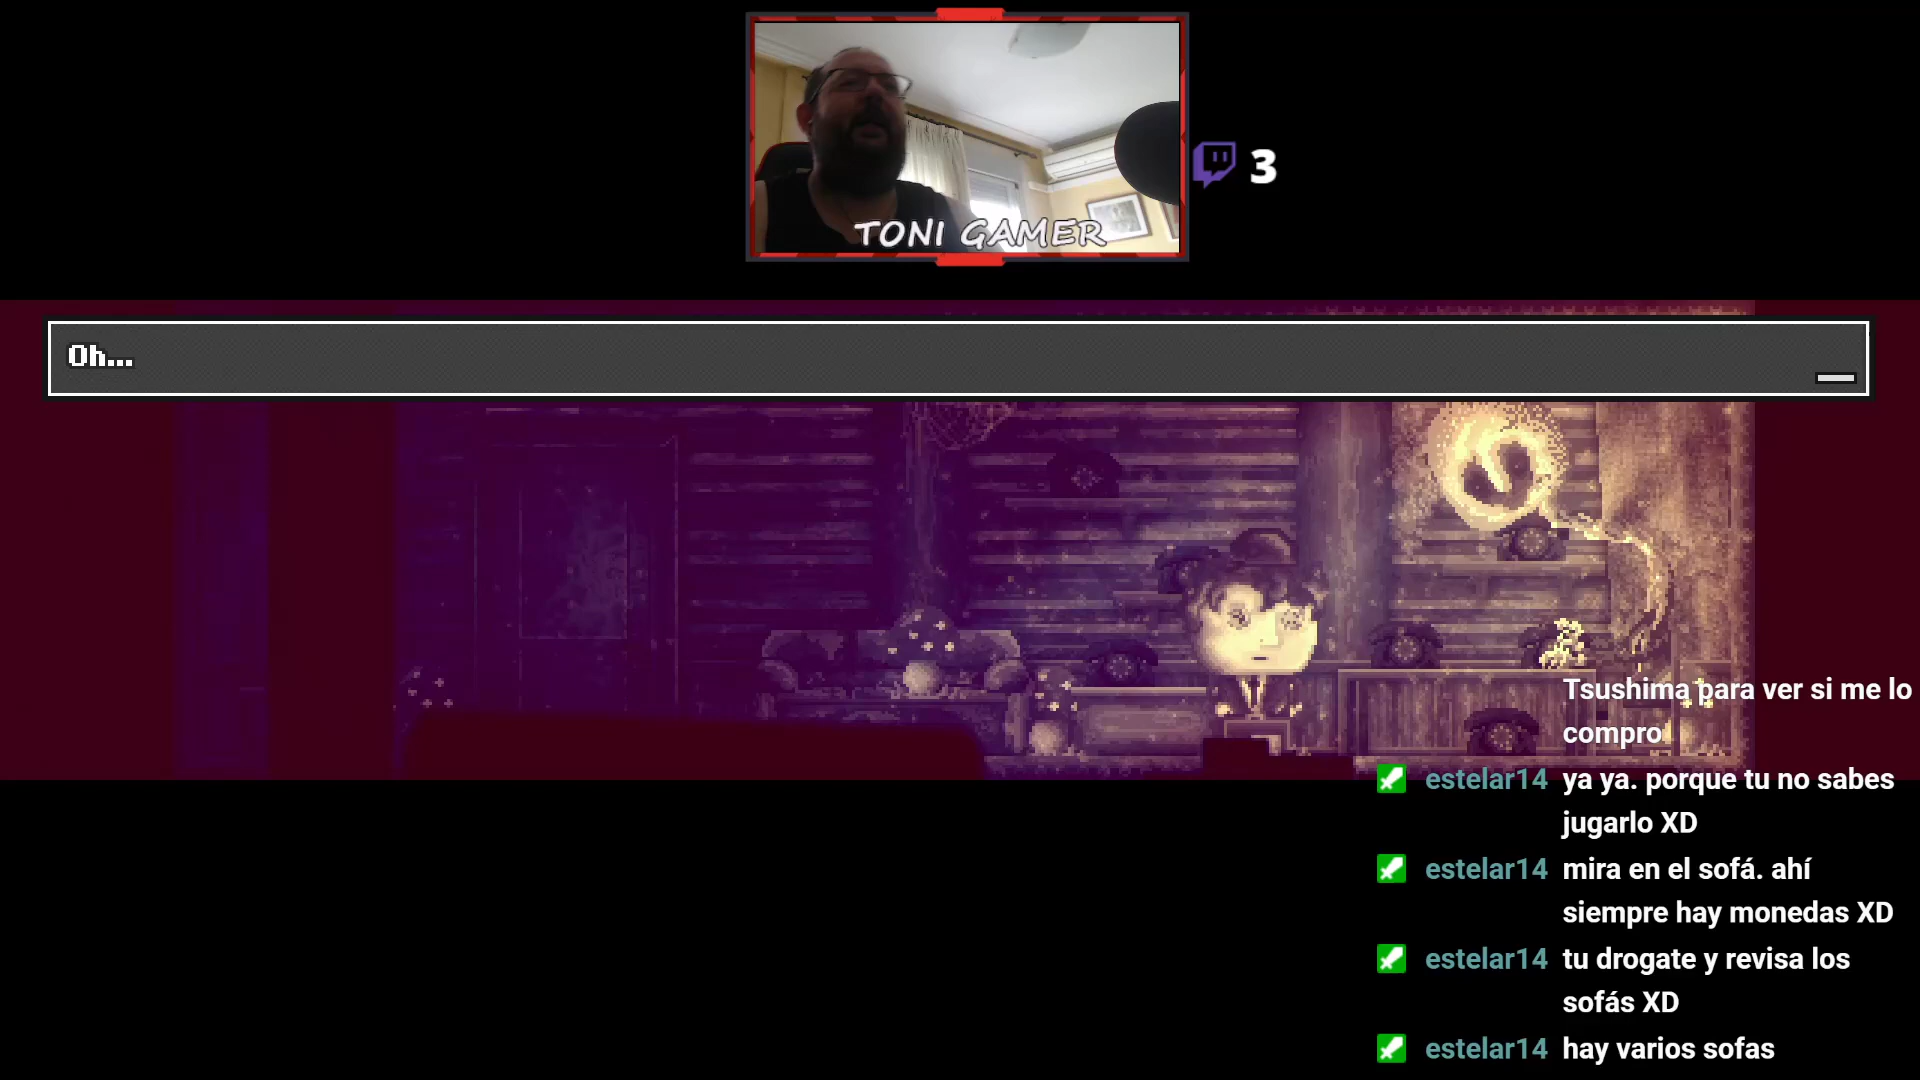 TONI GAMER
3
Oh...
Tsushima para ver si me lo
compro
estelar14 ya ya. porque tu no sabes
jugarlo XD
estelar14 mira en el sofá. ahí
siempre hay monedas XD
estelar14 tu drogate y revisa los
sofás XD
estelar14 hay varios sofas